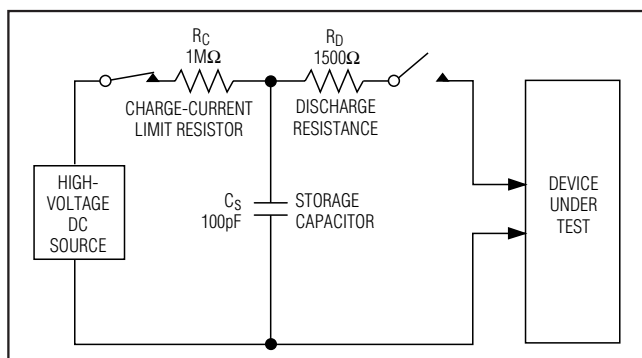 RC
1MΩ
CHARGE-CURRENT
LIMIT RESISTOR
RD
1500Ω
DISCHARGE
RESISTANCE
HIGH-
VOLTAGE
DC
SOURCE
CS
100pF
STORAGE
CAPACITOR
DEVICE
UNDER
TEST